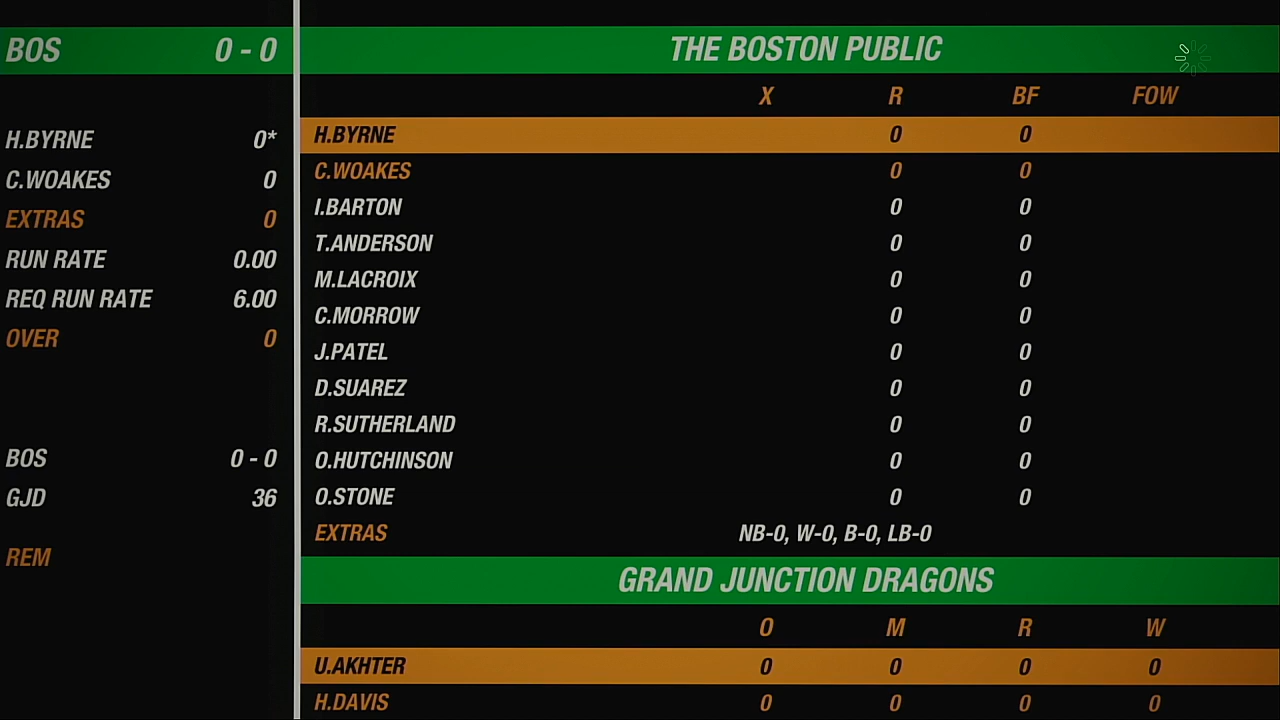 BOS 0 - 0
H.BYRNE 0*
C.WOAKES 0
EXTRAS 0
RUN RATE 0.00
REQ RUN RATE 6.00
OVER 0
BOS 0 - 0
GJD 36
REM
THE BOSTON PUBLIC
X R BF FOW
H.BYRNE 0 0
C.WOAKES 0 0
I.BARTON 0 0
T.ANDERSON 0 0
M.LACROIX 0 0
C.MORROW 0 0
J.PATEL 0 0
D.SUAREZ 0 0
R.SUTHERLAND 0 0
O.HUTCHINSON 0 0
O.STONE 0 0
EXTRAS NB-0, W-0, B-0, LB-0
GRAND JUNCTION DRAGONS
O M R W
U.AKHTER 0 0 0 0
H.DAVIS 0 0 0 0